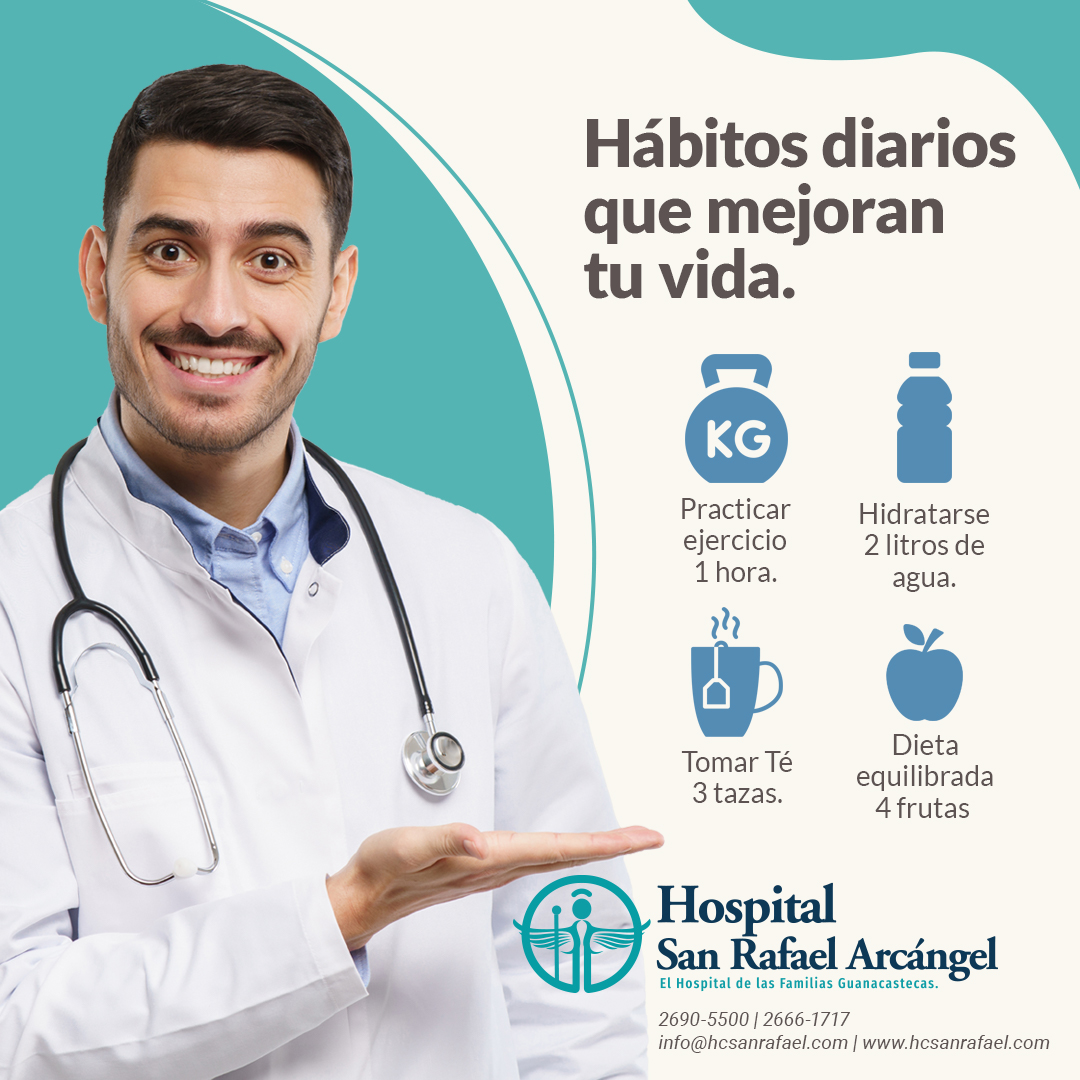 Hábitos diarios
que mejoran
tu vida.
KG
Practicar
ejercicio
1 hora.
Hidratarse
2 litros de
agua.
Tomar Té
3 tazas.
Dieta
equilibrada
4 frutas
Hospital
San Rafael Arcángel
El Hospital de las Familias Guanacastecas.
2690-5500 | 2666-1717
info@hcsanrafael.com | www.hcsanrafael.com